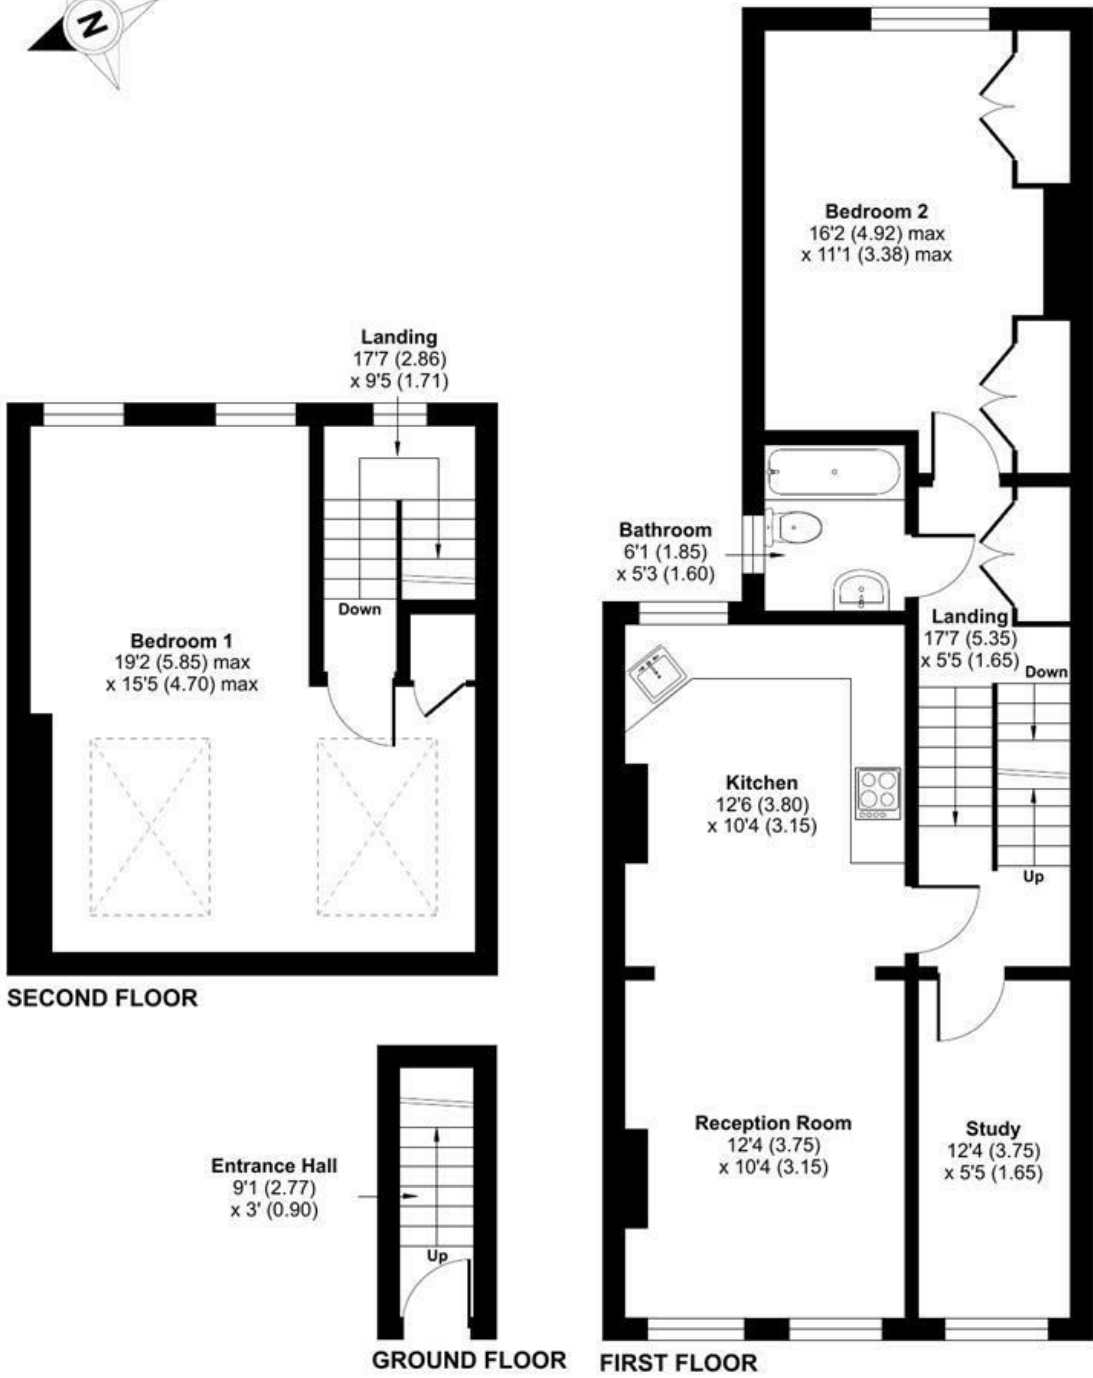 N
Bedroom 2
16'2 (4.92) max
x 11'1 (3.38) max
Landing
17'7 (2.86)
x 9'5 (1.71)
Down
Bedroom 1
19'2 (5.85) max
x 15'5 (4.70) max
SECOND FLOOR
Bathroom
6'1 (1.85)
x 5'3 (1.60)
Landing
17'7 (5.35)
x 5'5 (1.65)
Down
Kitchen
12'6 (3.80)
x 10'4 (3.15)
Up
Reception Room
12'4 (3.75)
x 10'4 (3.15)
Study
12'4 (3.75)
x 5'5 (1.65)
Entrance Hall
9'1 (2.77)
x 3' (0.90)
Up
GROUND FLOOR
FIRST FLOOR